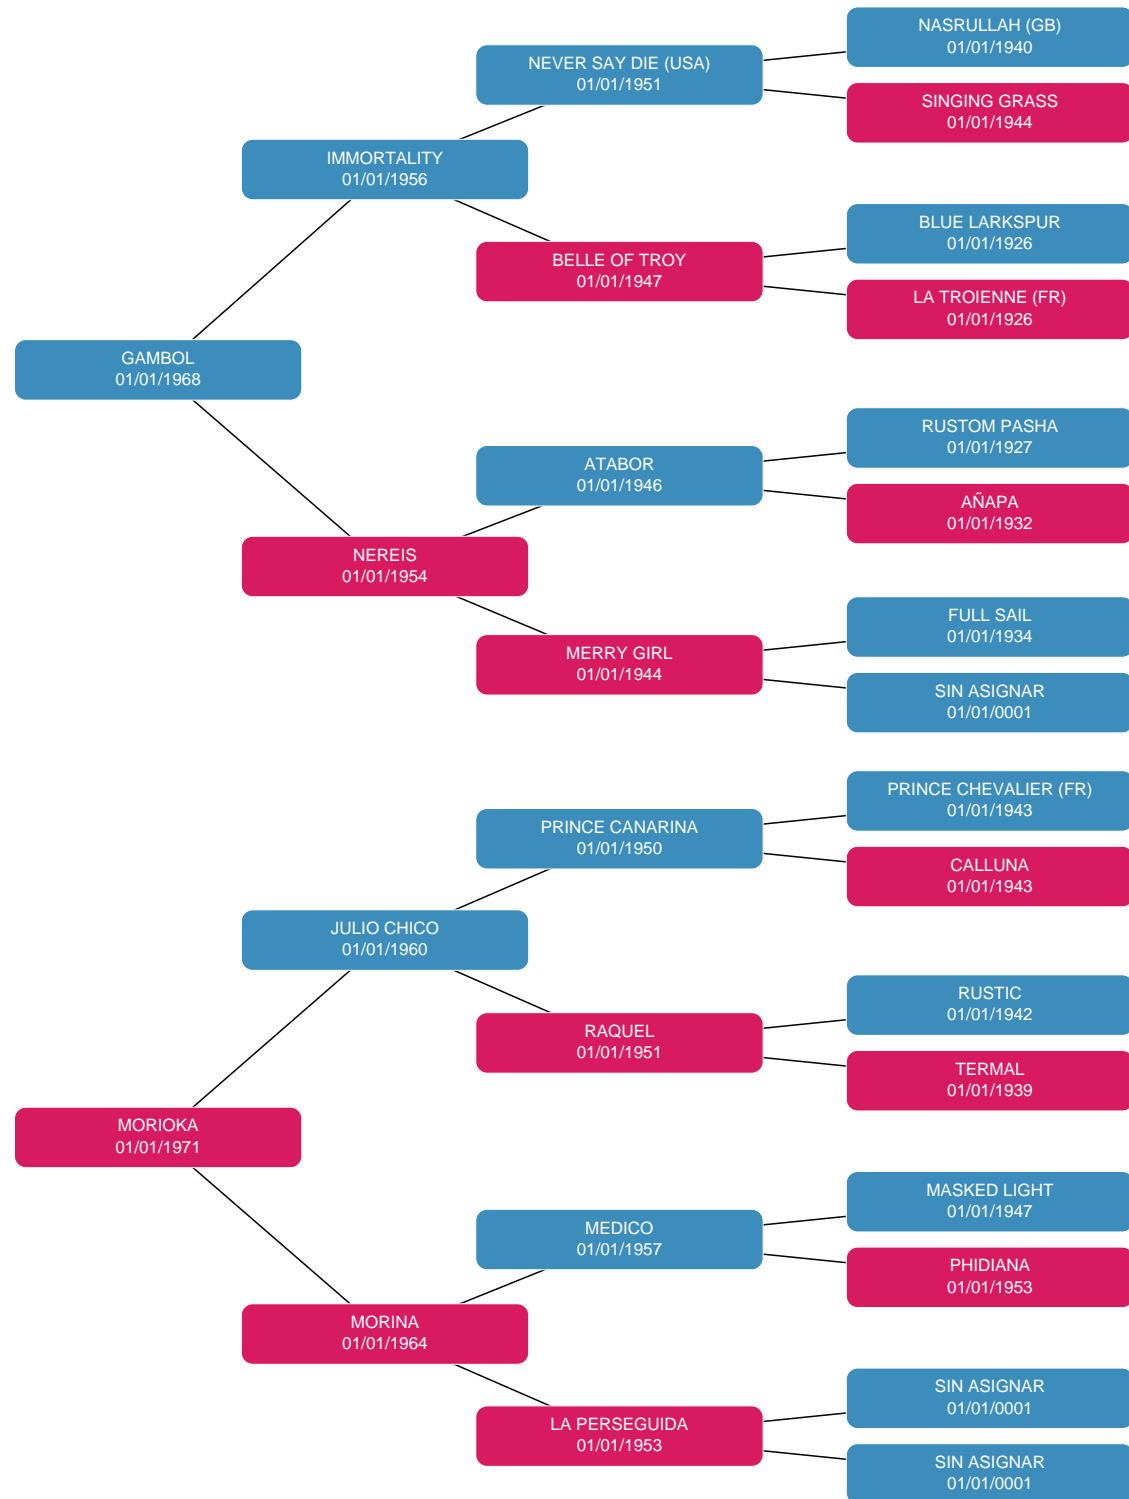 NASRULLAH (GB)
01/01/1940
NEVER SAY DIE (USA)
01/01/1951
SINGING GRASS
01/01/1944
IMMORTALITY
01/01/1956
BLUE LARKSPUR
01/01/1926
BELLE OF TROY
01/01/1947
LA TROIENNE (FR)
01/01/1926
GAMBOL
01/01/1968
RUSTOM PASHA
01/01/1927
ATABOR
01/01/1946
AÑAPA
01/01/1932
NEREIS
01/01/1954
FULL SAIL
01/01/1934
MERRY GIRL
01/01/1944
SIN ASIGNAR
01/01/0001
PRINCE CHEVALIER (FR)
01/01/1943
PRINCE CANARINA
01/01/1950
CALLUNA
01/01/1943
JULIO CHICO
01/01/1960
RUSTIC
01/01/1942
RAQUEL
01/01/1951
TERMAL
01/01/1939
MORIOKA
01/01/1971
MASKED LIGHT
01/01/1947
MEDICO
01/01/1957
PHIDIANA
01/01/1953
MORINA
01/01/1964
SIN ASIGNAR
01/01/0001
LA PERSEGUIDA
01/01/1953
SIN ASIGNAR
01/01/0001